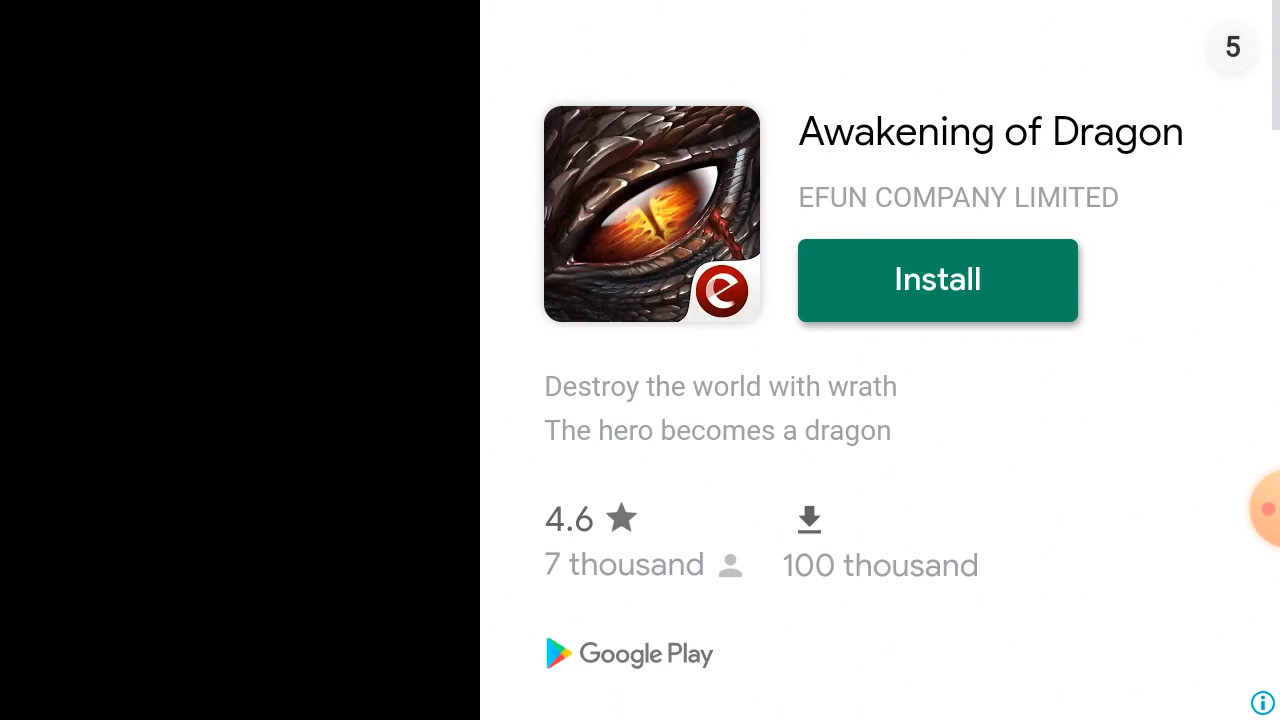 5
Awakening of Dragon
EFUN COMPANY LIMITED
Install
Destroy the world with wrath
The hero becomes a dragon
4.6
7 thousand
100 thousand
Google Play